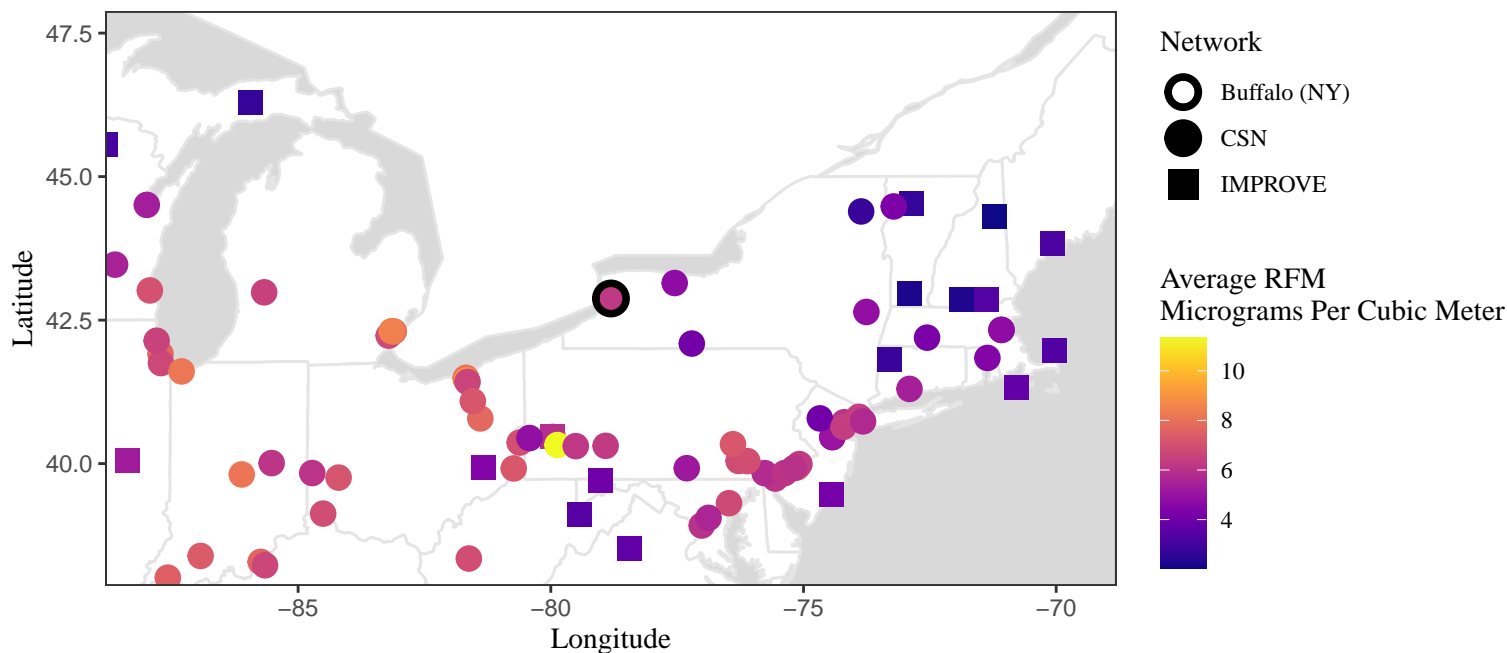 47.5
45.0
42.5
40.0
−85
−80
−75
−70
Longitude
Latitude
Network
Buffalo (NY)
CSN
IMPROVE
Average RFM
Micrograms Per Cubic Meter
10
8
6
4